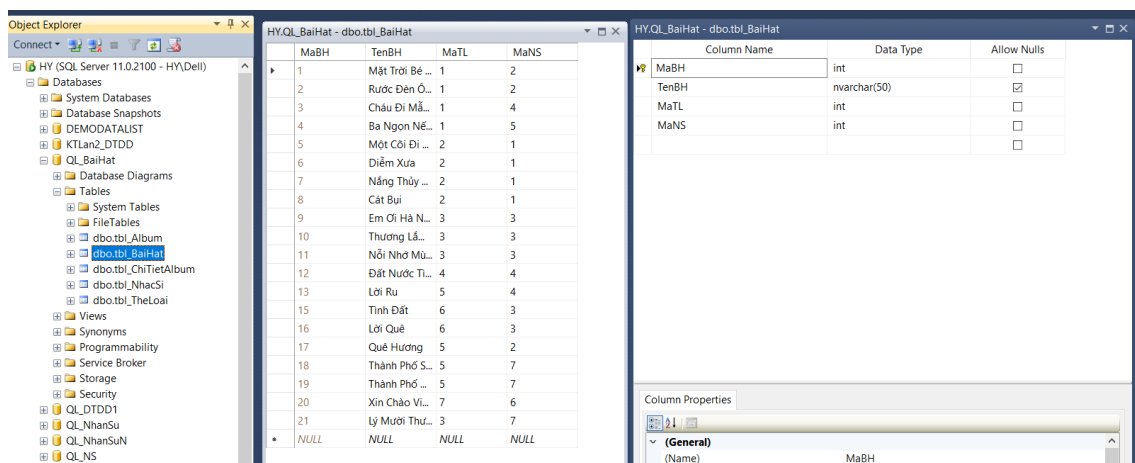 Object Explorer
Connect
HY (SQL Server 11.0.2100 - HY\Dell)
Databases
System Databases
Database Snapshots
DEMODATALIST
KTLan2_DTDD
QL_BaiHat
Database Diagrams
Tables
System Tables
FileTables
dbo.tbl_Album
dbo.tbl_BaiHat
dbo.tbl_ChiTietAlbum
dbo.tbl_NhacSi
dbo.tbl_TheLoai
Views
Synonyms
Programmability
Service Broker
Storage
Security
QL_DTDD1
QL_NhanSu
QL_NhanSuN
QL_NS
HY.QL_BaiHat - dbo.tbl_BaiHat
MaBH TenBH MaTL MaNS
1 Mặt Trời Bé ... 1 2
2 Rước Đèn Ô... 1 2
3 Cháu Đi Mẫ... 1 4
4 Ba Ngọn Nế... 1 5
5 Một Cõi Đi ... 2 1
6 Diễm Xưa 2 1
7 Nắng Thủy ... 2 1
8 Cát Bụi 2 1
9 Em Ơi Hà N... 3 3
10 Thương Lắ... 3 3
11 Nỗi Nhớ Mù... 3 3
12 Đất Nước Tì... 4 4
13 Lời Ru 5 4
15 Tình Đất 6 3
16 Lời Quê 6 3
17 Quê Hương 5 2
18 Thành Phố S... 5 7
19 Thành Phố ... 5 7
20 Xin Chào Vi... 7 6
21 Lý Mười Thư... 3 7
NULL NULL NULL NULL
HY.QL_BaiHat - dbo.tbl_BaiHat
Column Name Data Type Allow Nulls
MaBH int
TenBH nvarchar(50)
MaTL int
MaNS int
Column Properties
(General)
(Name) MaBH